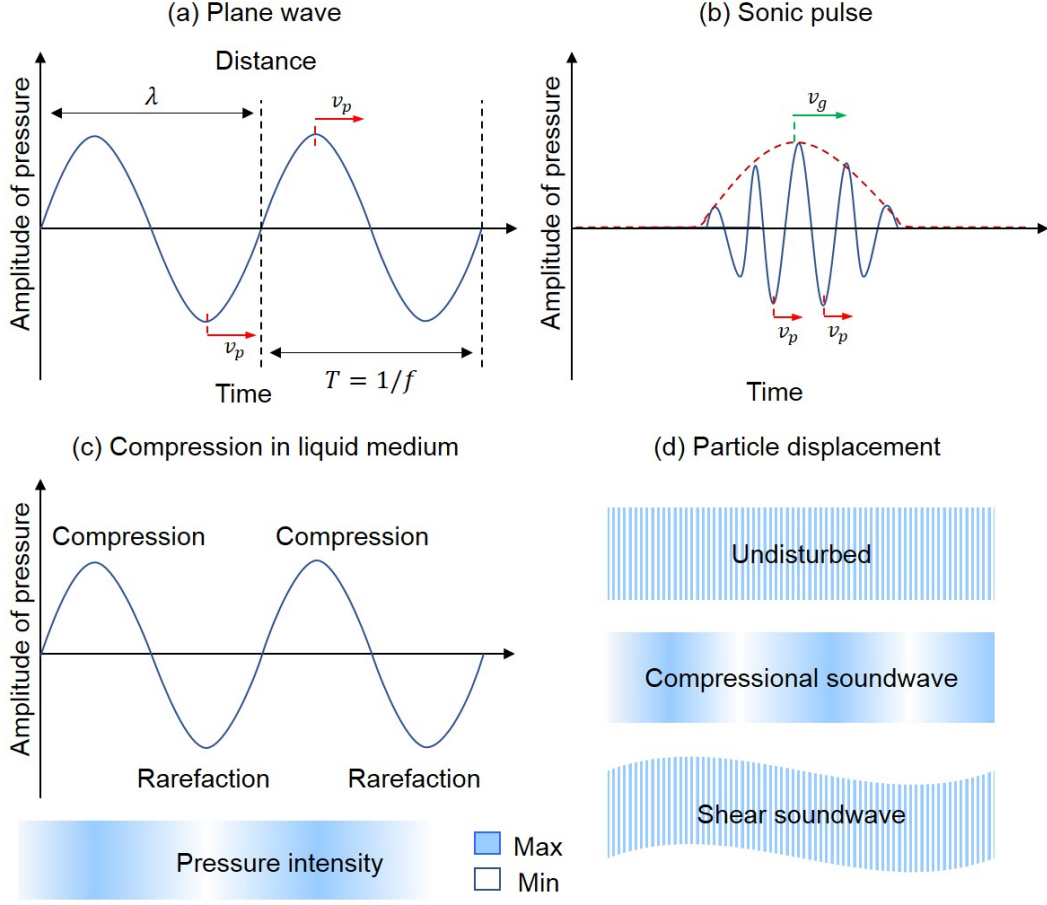 (a) Plane wave
Distance
Amplitude of pressure
λ
v_p
v_p
T = 1/f
Time
(b) Sonic pulse
Amplitude of pressure
v_g
v_p
v_p
Time
(c) Compression in liquid medium
Amplitude of pressure
Compression
Compression
Rarefaction
Rarefaction
Pressure intensity
Max
Min
(d) Particle displacement
Undisturbed
Compressional soundwave
Shear soundwave